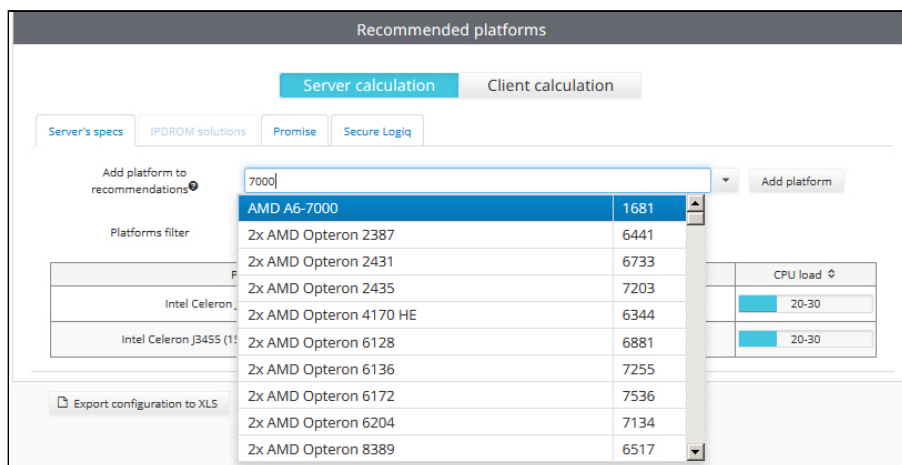 Recommended platforms
Server calculation Client calculation
Server's specs IPDROM solutions Promise Secure Logiq
Add platform to
recommendations? 7000 Add platform
AMD A6-7000 1681
Platforms filter 2x AMD Opteron 2387 6441
2x AMD Opteron 2431 6733
P CPU load
2x AMD Opteron 2435 7203
Intel Celeron J 20-30
2x AMD Opteron 4170 HE 6344
Intel Celeron J3455 (15 20-30
2x AMD Opteron 6128 6881
2x AMD Opteron 6136 7255
Export configuration to XLS 2x AMD Opteron 6172 7536
2x AMD Opteron 6204 7134
2x AMD Opteron 8389 6517